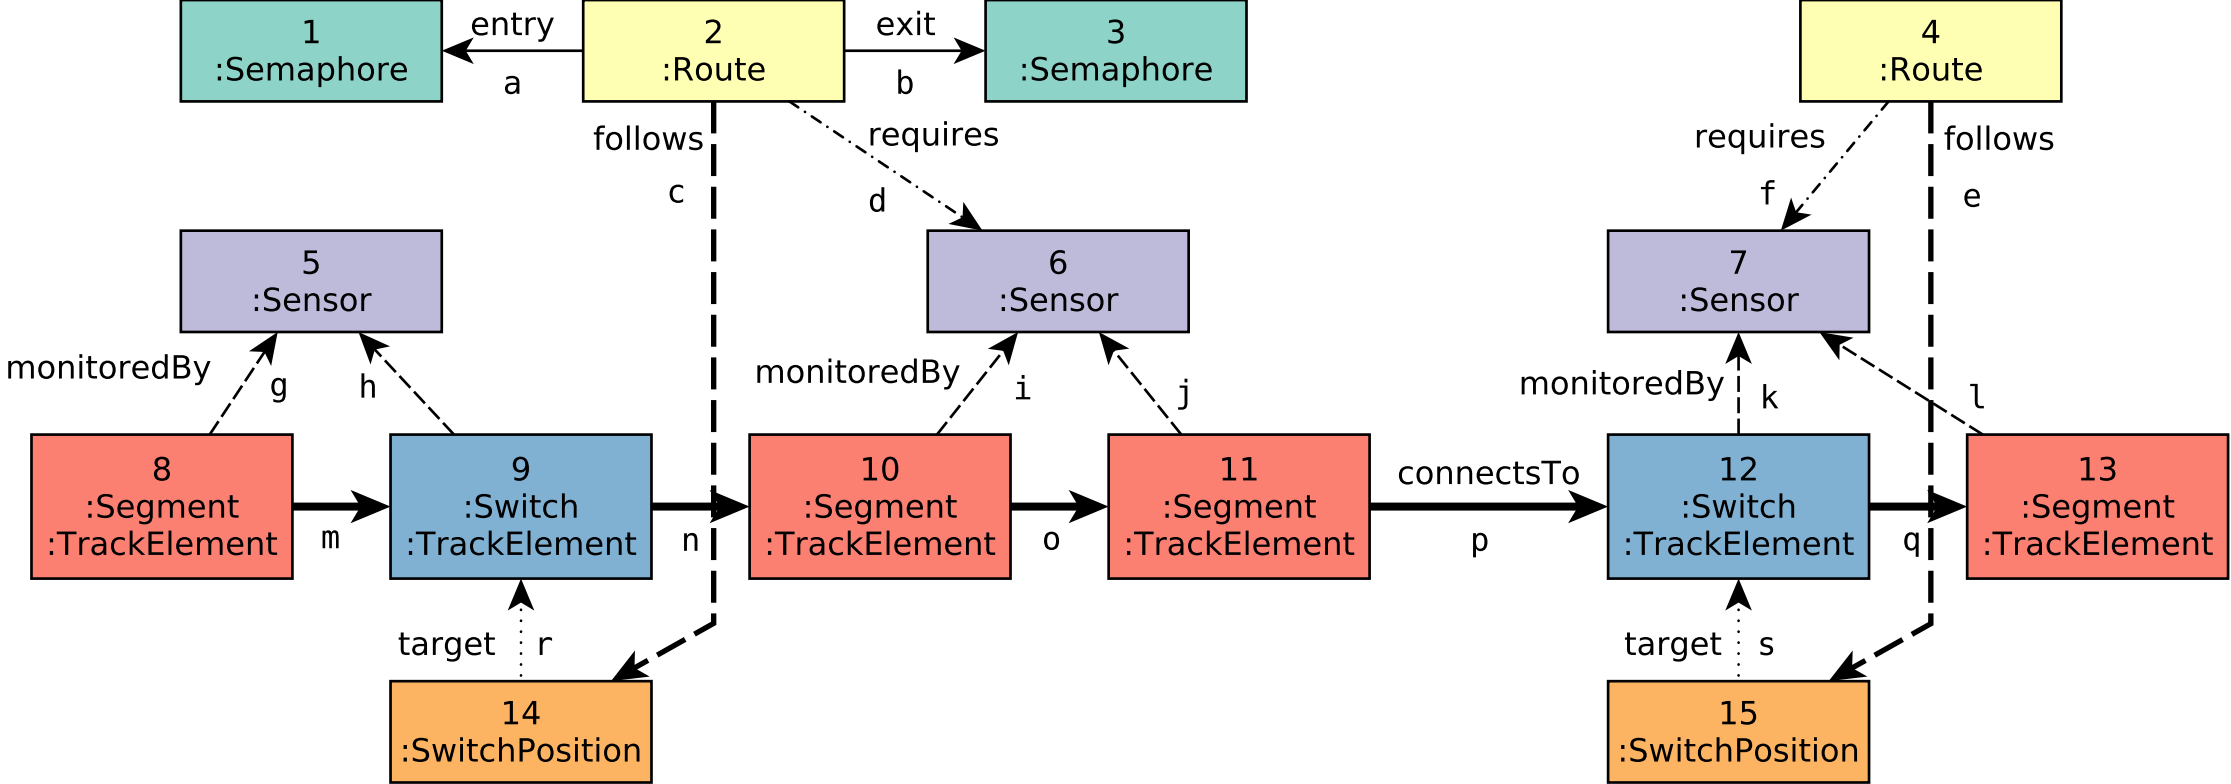 1
:Semaphore
entry
a
2
:Route
exit
b
3
:Semaphore
4
:Route
follows
c
requires
d
requires
f
follows
e
5
:Sensor
6
:Sensor
7
:Sensor
monitoredBy
g
h
monitoredBy
i
j
monitoredBy
k
l
8
:Segment
:TrackElement
m
9
:Switch
:TrackElement
n
10
:Segment
:TrackElement
o
11
:Segment
:TrackElement
connectsTo
p
12
:Switch
:TrackElement
q
13
:Segment
:TrackElement
target
r
target
s
14
:SwitchPosition
15
:SwitchPosition